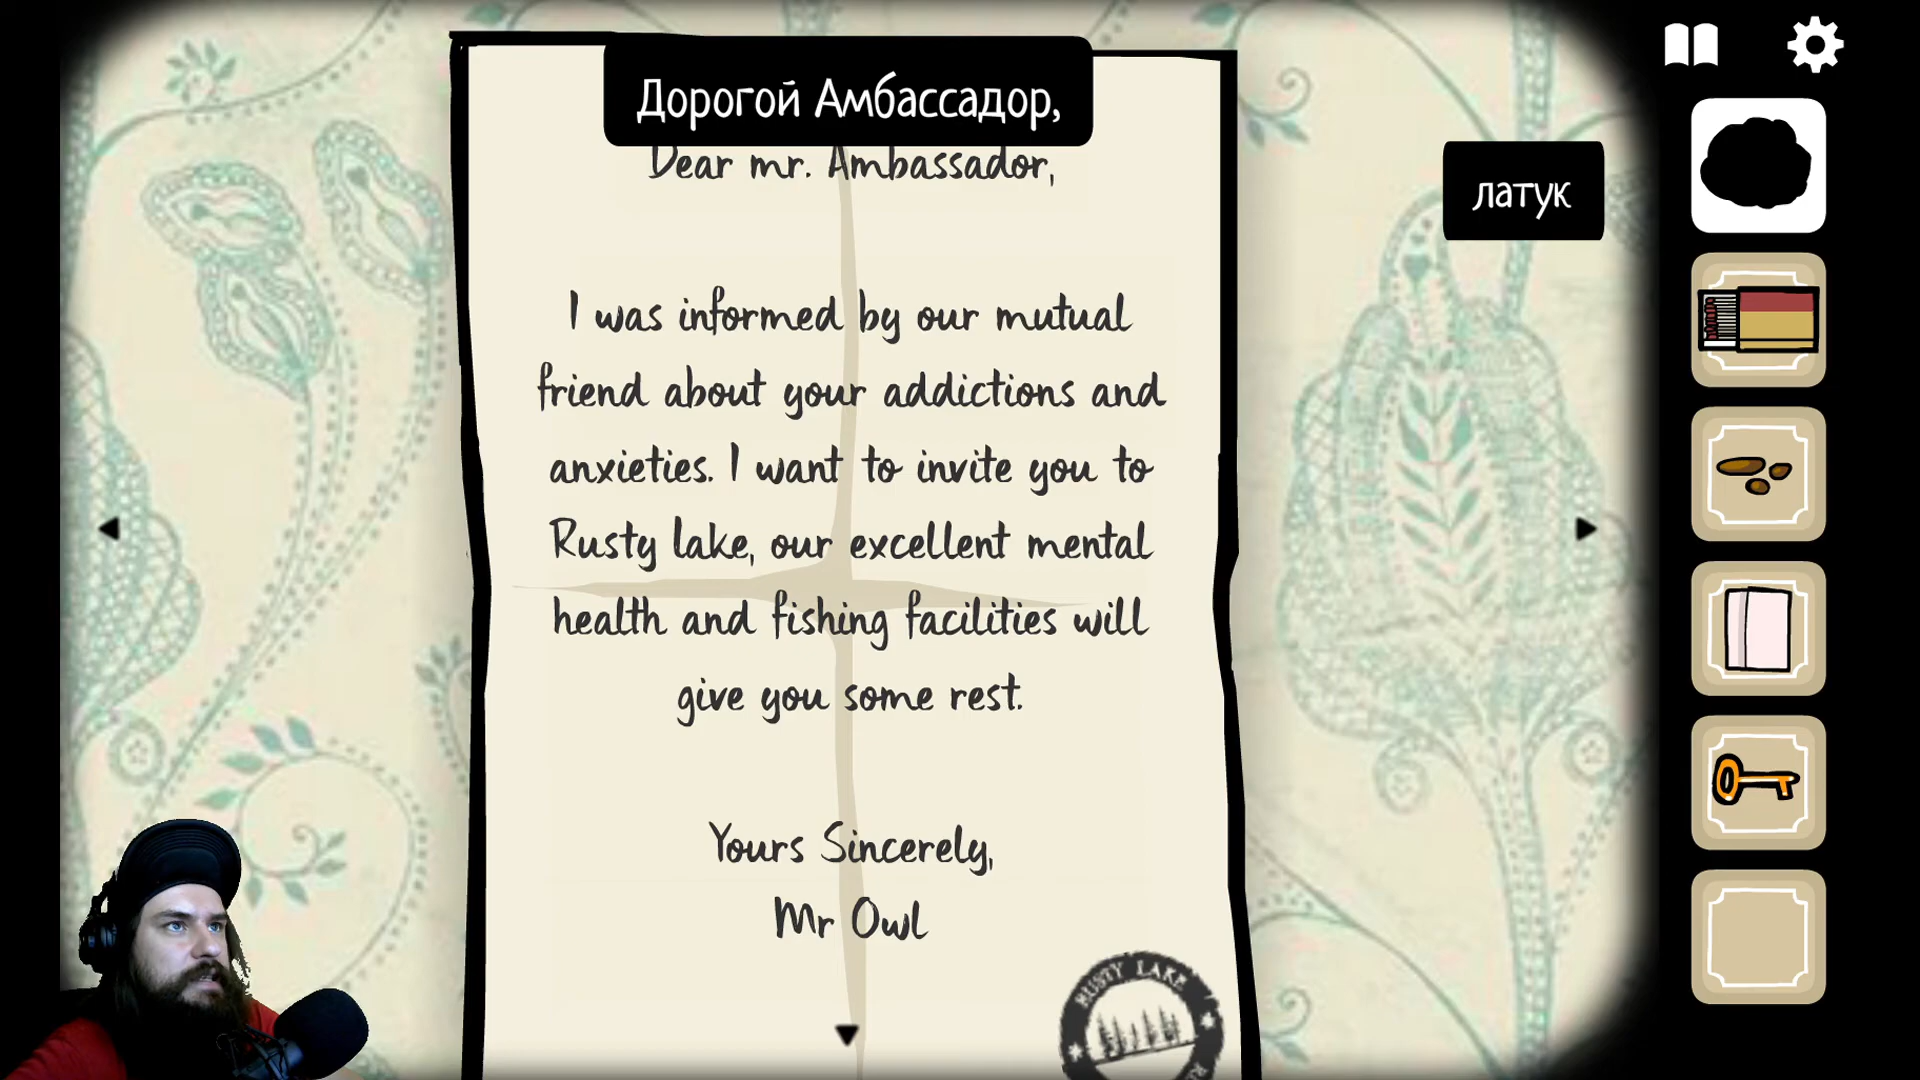 Дорогой Амбассадор,
Dear mr. Ambassador,
латук
I was informed by our mutual
friend about your addictions and
anxieties. I want to invite you to
Rusty lake, our excellent mental
health and fishing facilities will
give you some rest.
Yours Sincerely,
Mr Owl
RUSTY LAKE